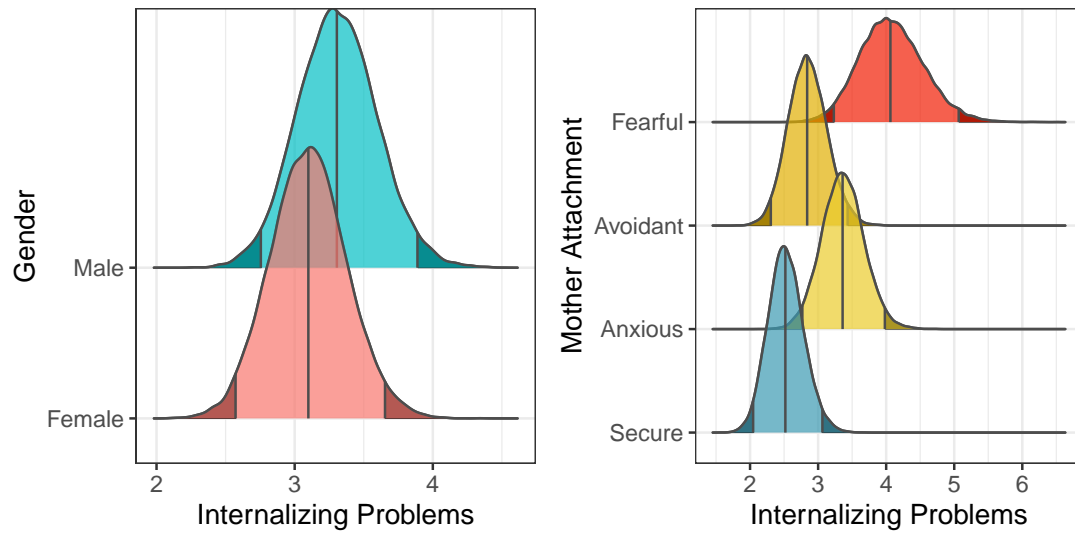 Gender
Male
Female
2 3 4
Internalizing Problems
Mother Attachment
Fearful
Avoidant
Anxious
Secure
2 3 4 5 6
Internalizing Problems